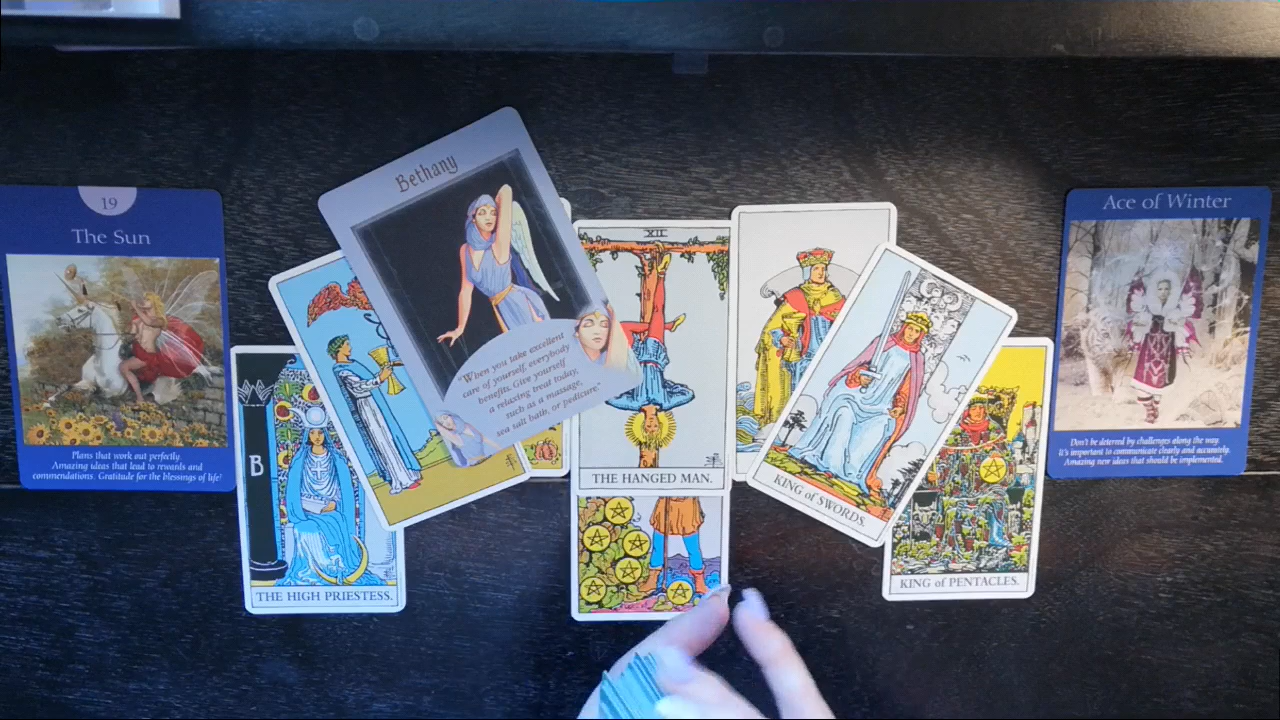 19
The Sun
Plans that work out perfectly.
Amazing ideas that lead to rewards and
commendations. Gratitude for the blessings of life!
Bethany
"When you take excellent
care of yourself, everybody
benefits. Give yourself
a relaxing treat today,
such as a massage,
sea salt bath, or pedicure."
B
THE HIGH PRIESTESS.
XII
THE HANGED MAN.
KING of SWORDS.
KING of PENTACLES.
Ace of Winter
Don't be deterred by challenges along the way.
It's important to communicate clearly and accurately.
Amazing new ideas that should be implemented.